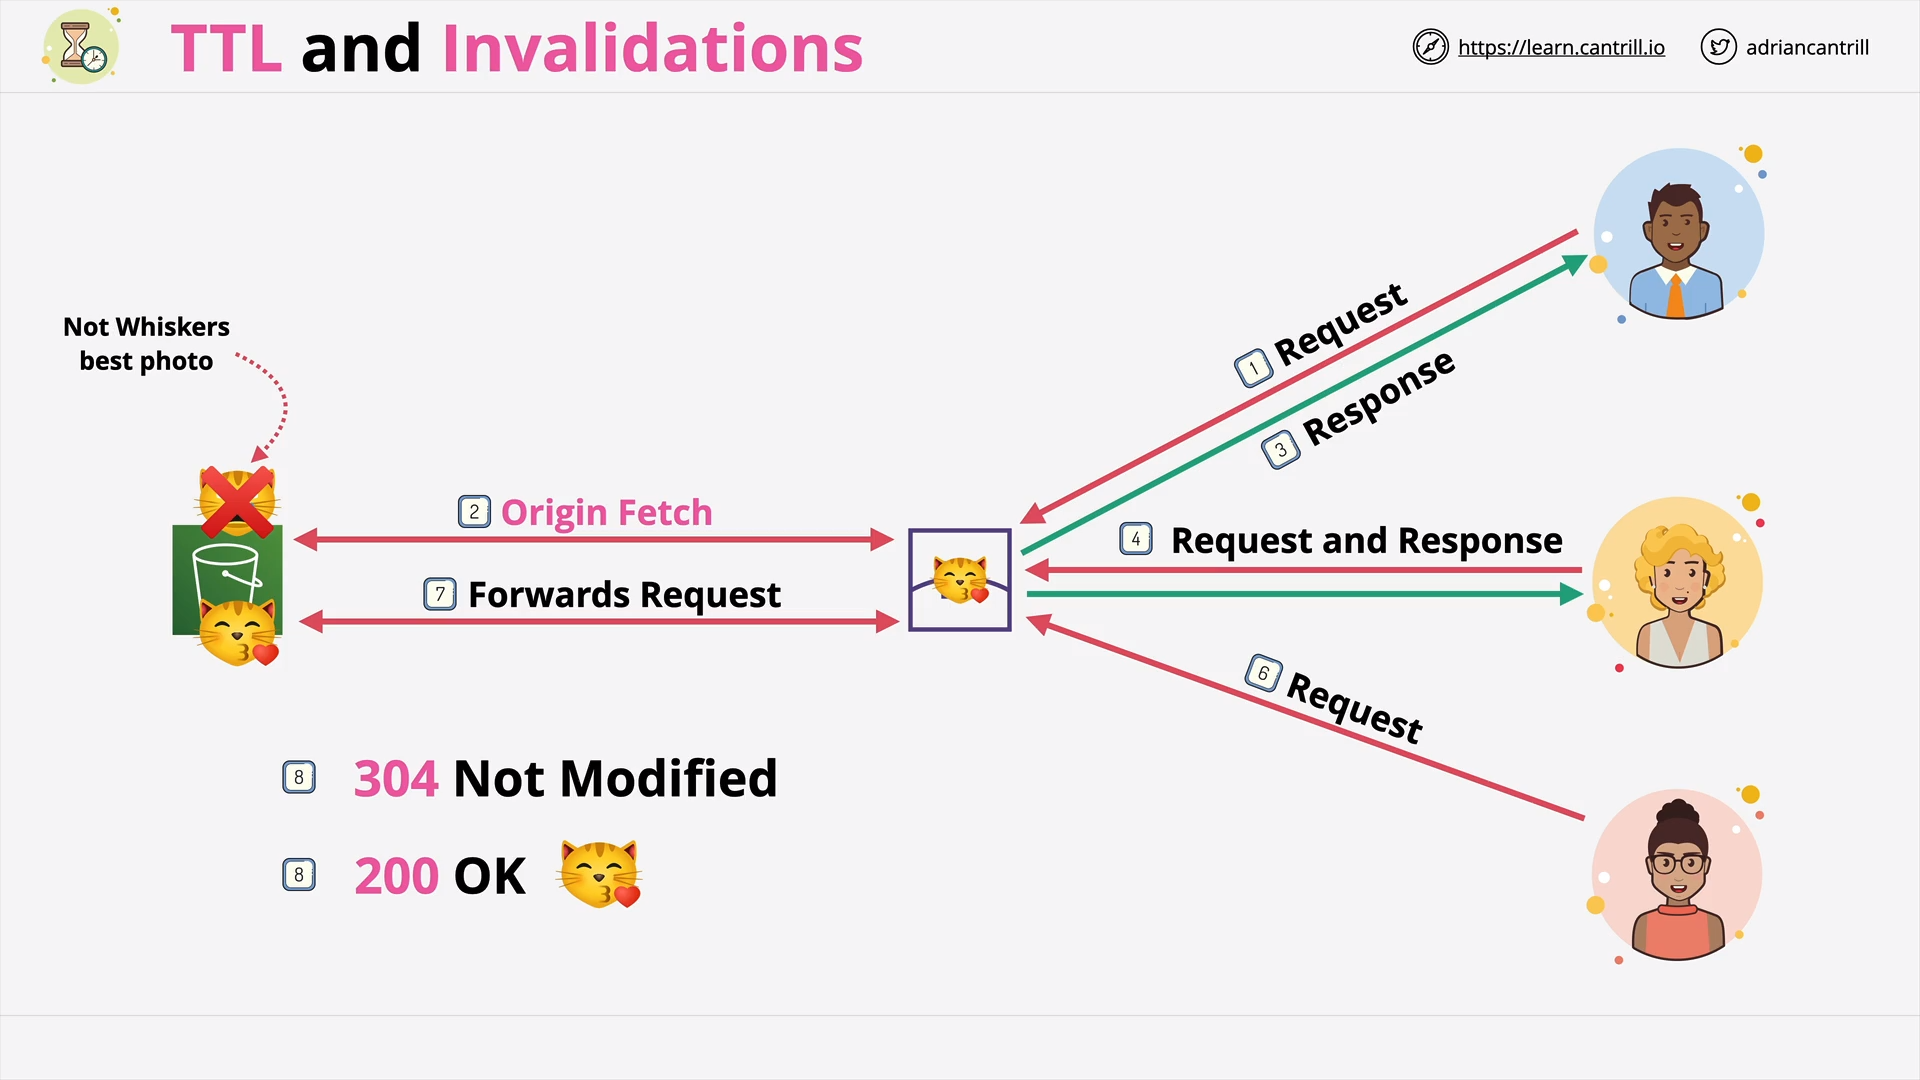 TTL and Invalidations
https://learn.cantrill.io
adriancantrill
Not Whiskers
best photo
1 Request
3 Response
2 Origin Fetch
4 Request and Response
7 Forwards Request
6 Request
8 304 Not Modified
8 200 OK